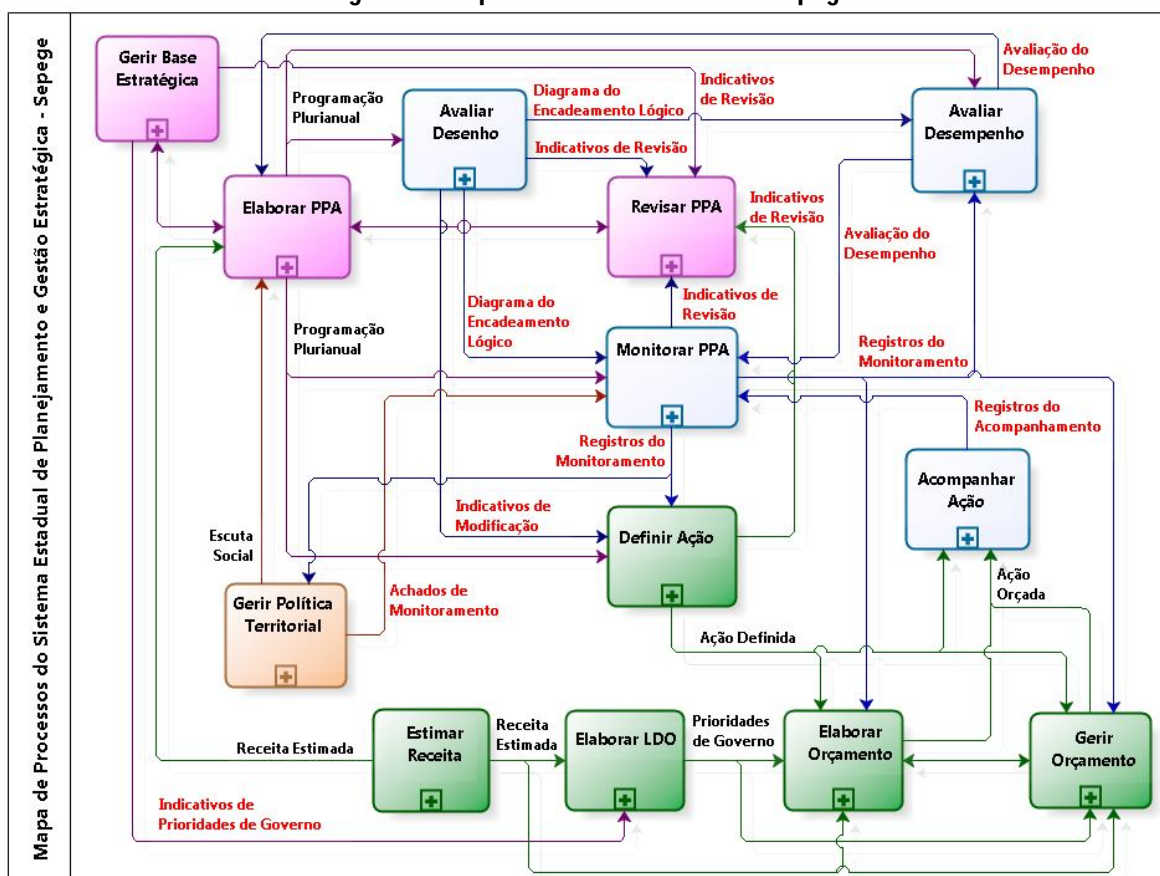 Mapa de Processos do Sistema Estadual de Planejamento e Gestão Estratégica - Sepege
Gerir Base
Estratégica
Programação
Plurianual
Avaliar
Desenho
Diagrama do
Encadeamento Lógico
Indicativos de Revisão
Indicativos
de Revisão
Avaliação do
Desempenho
Avaliar
Desempenho
Elaborar PPA
Revisar PPA
Indicativos
de Revisão
Avaliação do
Desempenho
Programação
Plurianual
Diagrama do
Encadeamento
Lógico
Indicativos de
Revisão
Monitorar PPA
Registros do
Monitoramento
Registros do
Monitoramento
Registros do
Acompanhamento
Acompanhar
Ação
Indicativos de
Modificação
Definir Ação
Escuta
Social
Gerir Política
Territorial
Achados de
Monitoramento
Ação
Orçada
Ação Definida
Receita Estimada
Estimar
Receita
Receita
Estimada
Elaborar LDO
Prioridades
de Governo
Elaborar
Orçamento
Gerir
Orçamento
Indicativos de
Prioridades de Governo